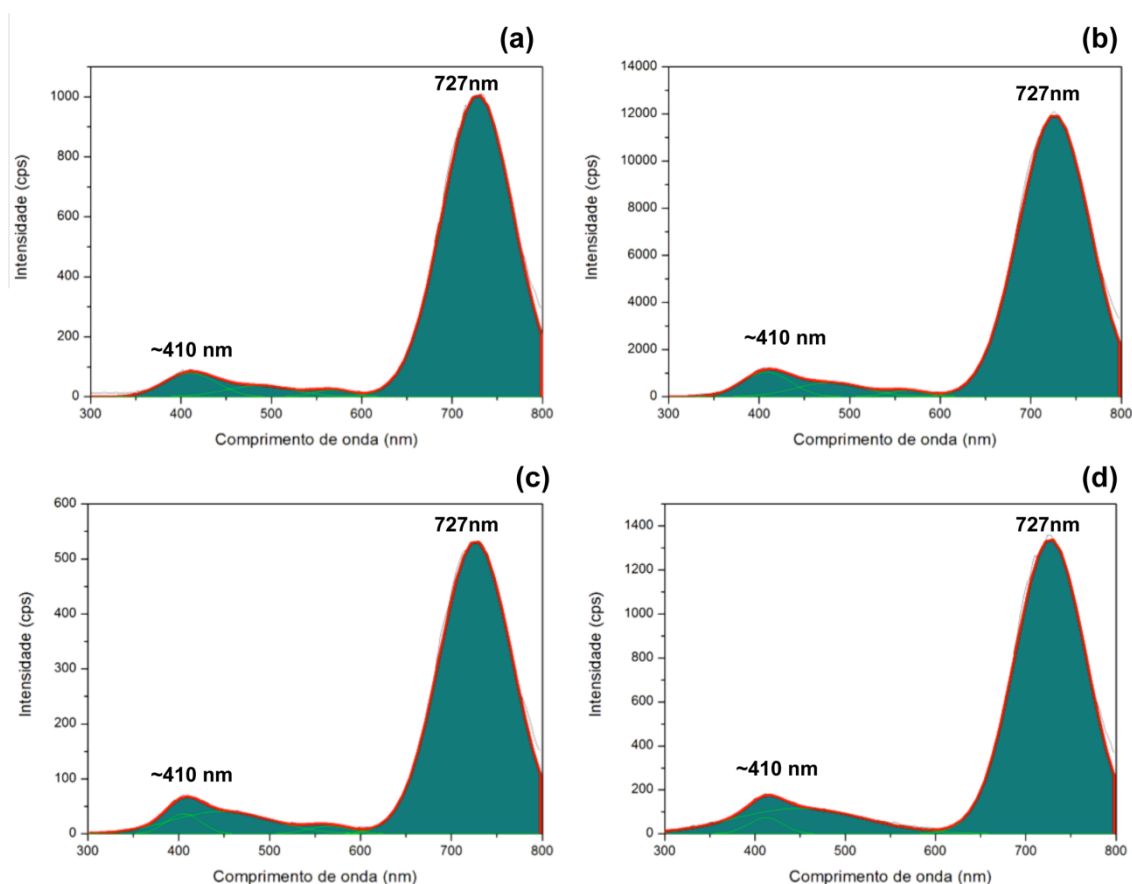 (a)
727nm
1000
800
600
400
200
0
~410 nm
Intensidade (cps)
300 400 500 600 700 800
Comprimento de onda (nm)
(b)
727nm
14000
12000
10000
8000
6000
4000
2000
0
~410 nm
Intensidade (cps)
300 400 500 600 700 800
Comprimento de onda (nm)
(c)
727nm
600
500
400
300
200
100
0
~410 nm
Intensidade (cps)
300 400 500 600 700 800
Comprimento de onda (nm)
(d)
727nm
1400
1200
1000
800
600
400
200
0
~410 nm
Intensidade (cps)
300 400 500 600 700 800
Comprimento de onda (nm)